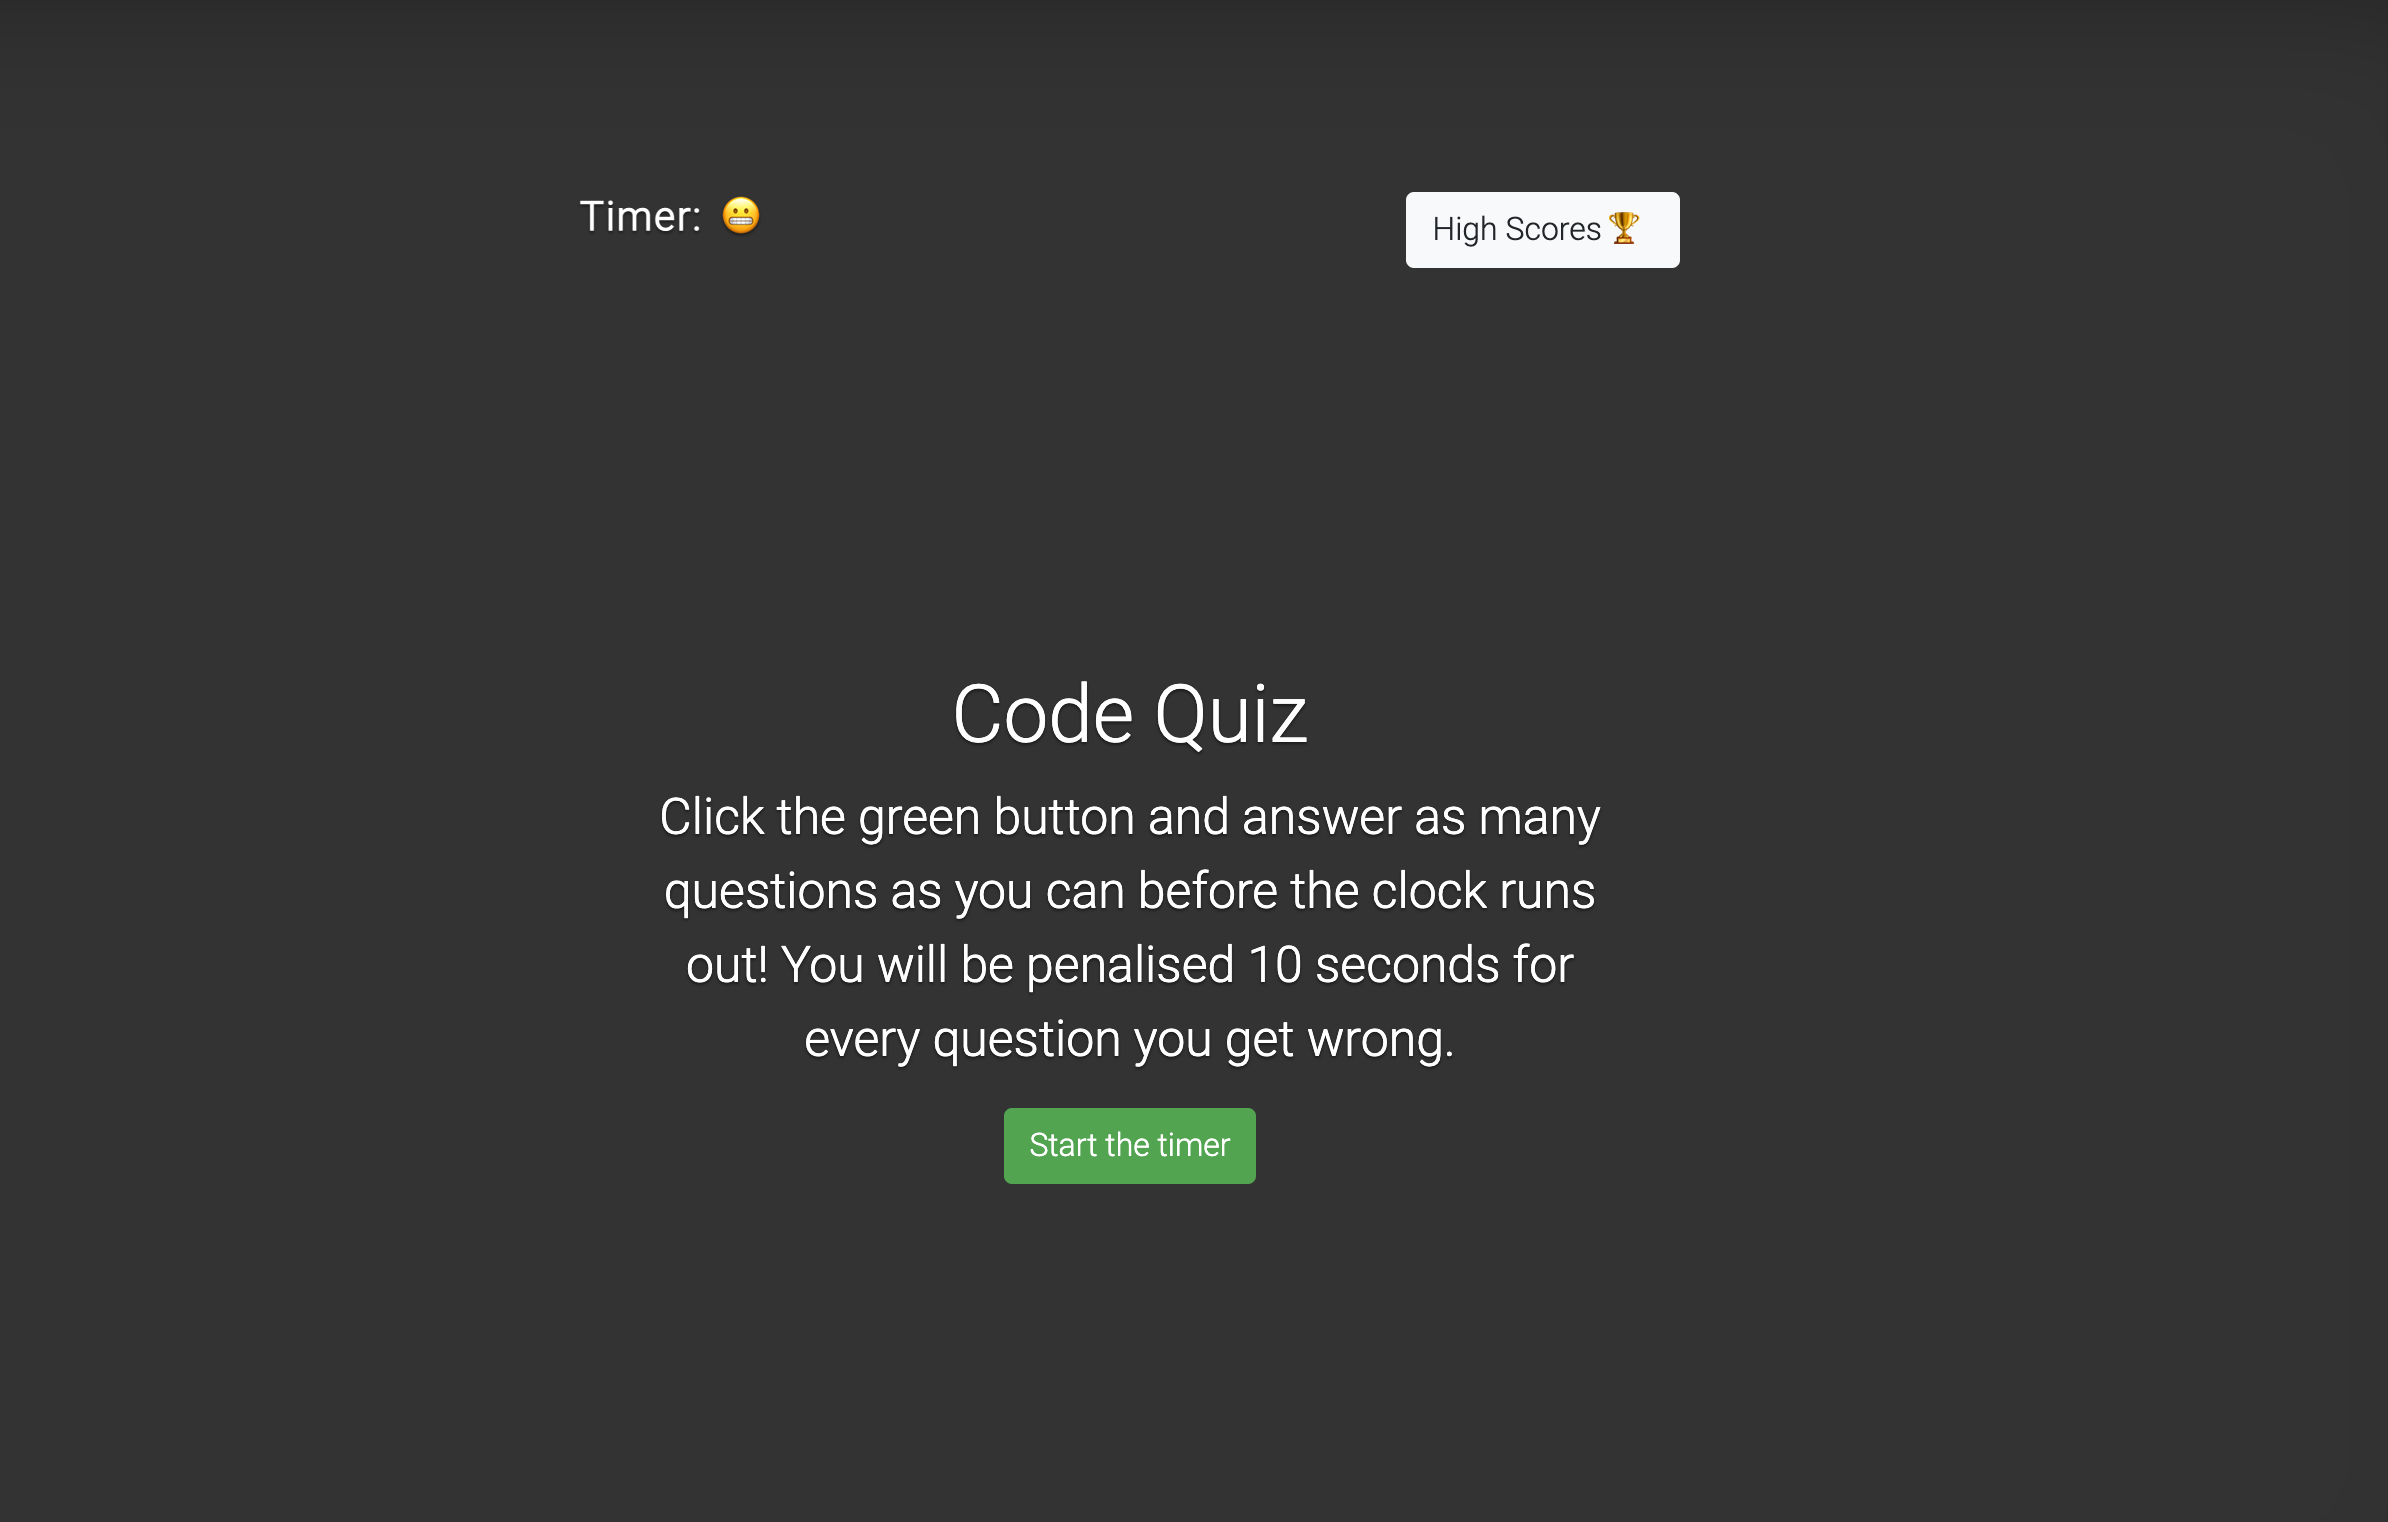 Timer: 😬
High Scores 🏆
Code Quiz
Click the green button and answer as many
questions as you can before the clock runs
out! You will be penalised 10 seconds for
every question you get wrong.
Start the timer